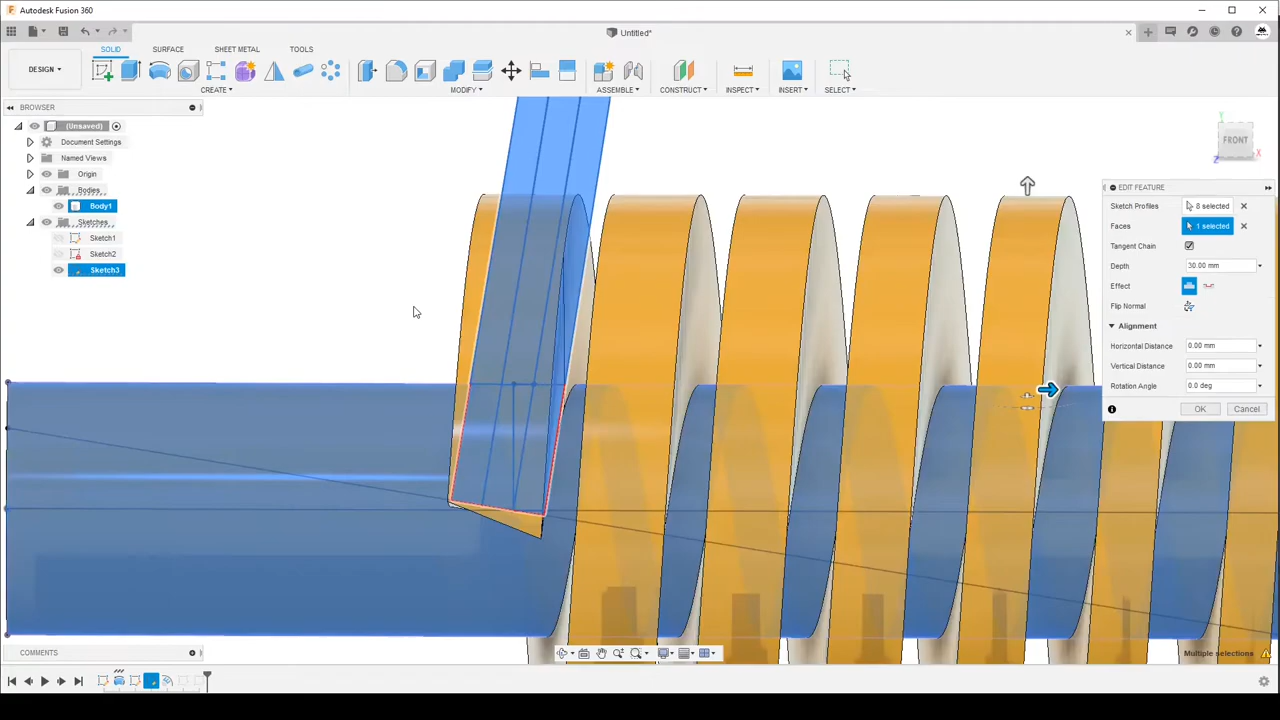 Autodesk Fusion 360
Untitled*
DESIGN
SOLID SURFACE SHEET METAL TOOLS
CREATE MODIFY ASSEMBLE CONSTRUCT INSPECT INSERT SELECT
BROWSER
(Unsaved)
Document Settings
Named Views
Origin
Bodies
Body1
Sketches
Sketch1
Sketch2
Sketch3
Y
FRONT
X
Z
EDIT FEATURE
Sketch Profiles 8 selected
Faces 1 selected
Tangent Chain
Depth 30.00 mm
Effect
Flip Normal
Alignment
Horizontal Distance 0.00 mm
Vertical Distance 0.00 mm
Rotation Angle 0.0 deg
OK Cancel
COMMENTS
Multiple selections